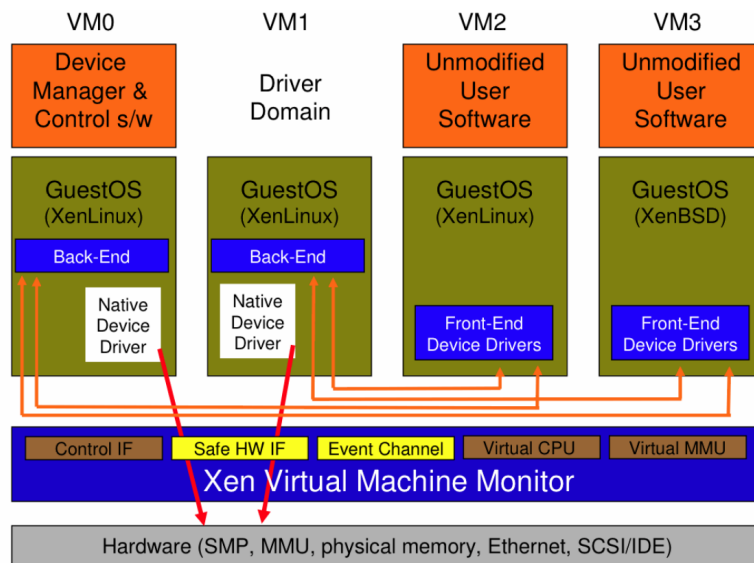 VM0
VM1
VM2
VM3
Device
Manager &
Control s/w
Driver
Domain
Unmodified
User
Software
Unmodified
User
Software
GuestOS
(XenLinux)
Back-End
Native
Device
Driver
GuestOS
(XenLinux)
Back-End
Native
Device
Driver
GuestOS
(XenLinux)
Front-End
Device Drivers
GuestOS
(XenBSD)
Front-End
Device Drivers
Control IF
Safe HW IF
Event Channel
Virtual CPU
Virtual MMU
Xen Virtual Machine Monitor
Hardware (SMP, MMU, physical memory, Ethernet, SCSI/IDE)